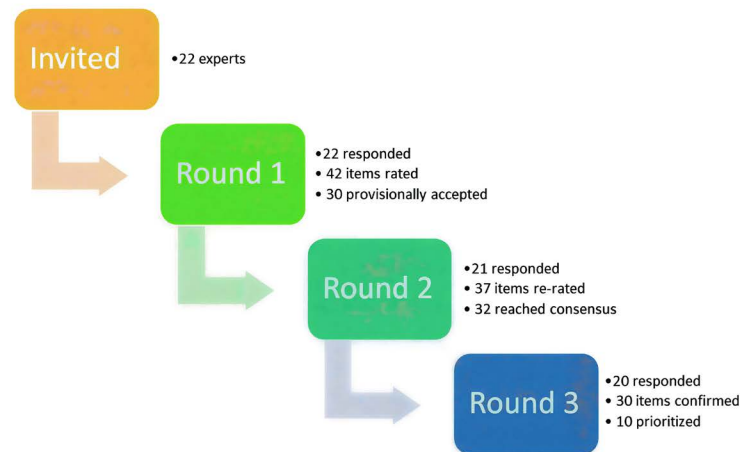 Invited
•22 experts
Round 1
•22 responded
• 42 items rated
• 30 provisionally accepted
Round 2
•21 responded
• 37 items re-rated
• 32 reached consensus
Round 3
•20 responded
• 30 items confirmed
• 10 prioritized